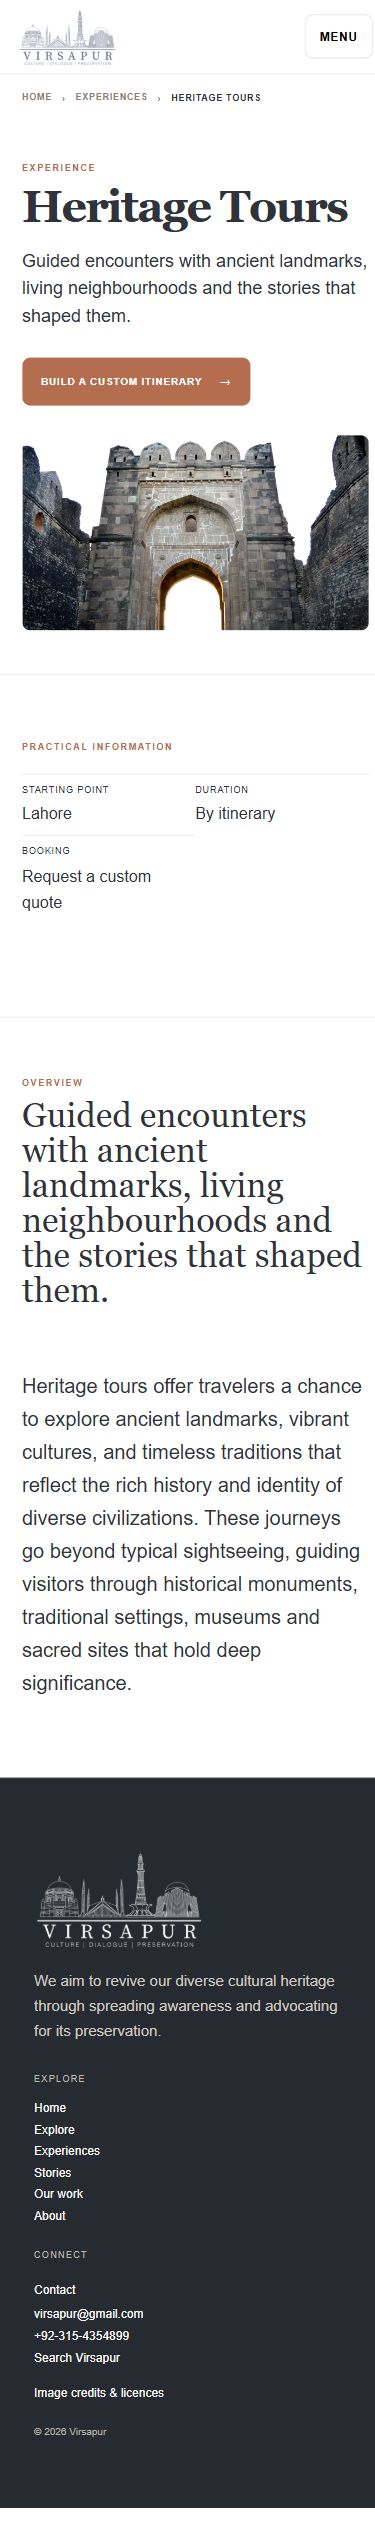 VIRSAPUR
CULTURE | DIALOGUE | PRESERVATION
MENU
HOME › EXPERIENCES › HERITAGE TOURS
EXPERIENCE
Heritage Tours
Guided encounters with ancient landmarks,
living neighbourhoods and the stories that
shaped them.
BUILD A CUSTOM ITINERARY →
PRACTICAL INFORMATION
STARTING POINT
Lahore
DURATION
By itinerary
BOOKING
Request a custom
quote
OVERVIEW
Guided encounters
with ancient
landmarks, living
neighbourhoods and
the stories that shaped
them.
Heritage tours offer travelers a chance
to explore ancient landmarks, vibrant
cultures, and timeless traditions that
reflect the rich history and identity of
diverse civilizations. These journeys
go beyond typical sightseeing, guiding
visitors through historical monuments,
traditional settings, museums and
sacred sites that hold deep
significance.
VIRSAPUR
CULTURE | DIALOGUE | PRESERVATION
We aim to revive our diverse cultural heritage
through spreading awareness and advocating
for its preservation.
EXPLORE
Home
Explore
Experiences
Stories
Our work
About
CONNECT
Contact
virsapur@gmail.com
+92-315-4354899
Search Virsapur
Image credits & licences
© 2026 Virsapur